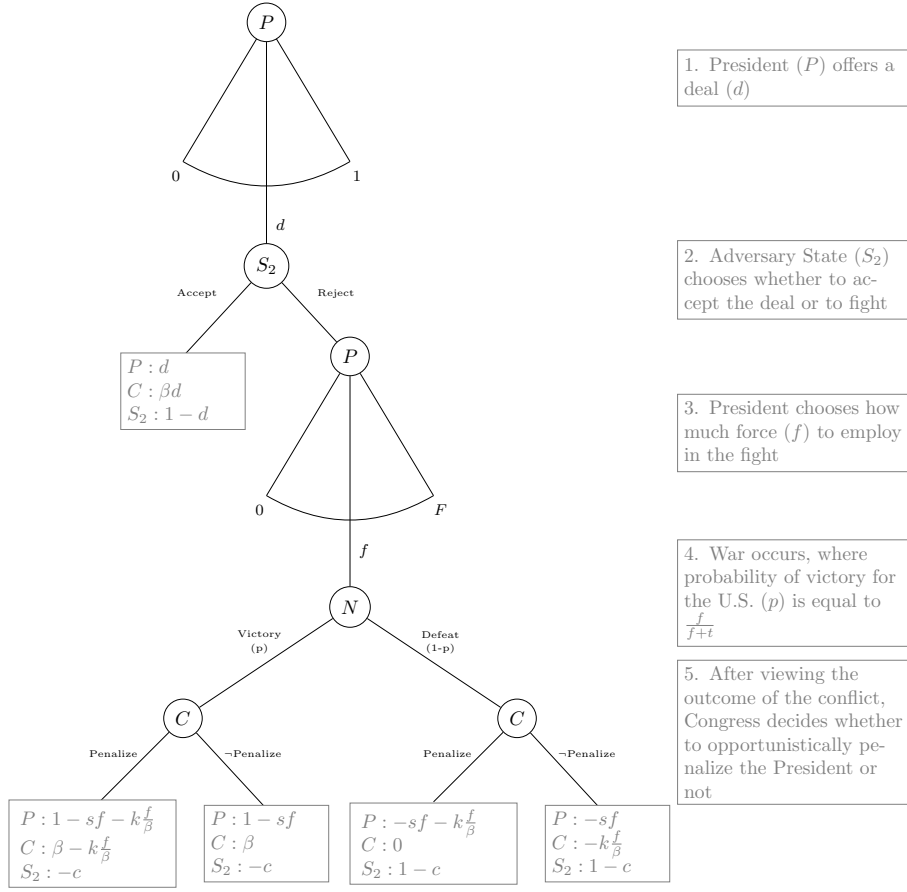 P
1. President (P) offers a
deal (d)
0
1
d
S₂
2. Adversary State (S₂)
chooses whether to ac-
cept the deal or to fight
Accept
Reject
P
P : d
C : βd
S₂ : 1 − d
3. President chooses how
much force (f) to employ
in the fight
0
F
f
4. War occurs, where
probability of victory for
the U.S. (p) is equal to
f/(f+t)
N
Victory
(p)
Defeat
(1-p)
5. After viewing the
outcome of the conflict,
Congress decides whether
to opportunistically pe-
nalize the President or
not
C
C
Penalize
¬Penalize
Penalize
¬Penalize
P : 1 − sf − k f/β
C : β − k f/β
S₂ : −c
P : 1 − sf
C : β
S₂ : −c
P : −sf − k f/β
C : 0
S₂ : 1 − c
P : −sf
C : −k f/β
S₂ : 1 − c